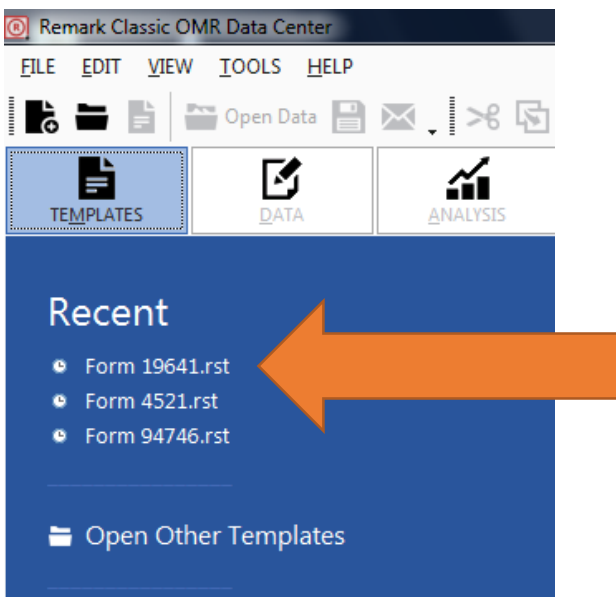 Remark Classic OMR Data Center
FILE EDIT VIEW TOOLS HELP
Open Data
TEMPLATES DATA ANALYSIS
Recent
Form 19641.rst
Form 4521.rst
Form 94746.rst
Open Other Templates